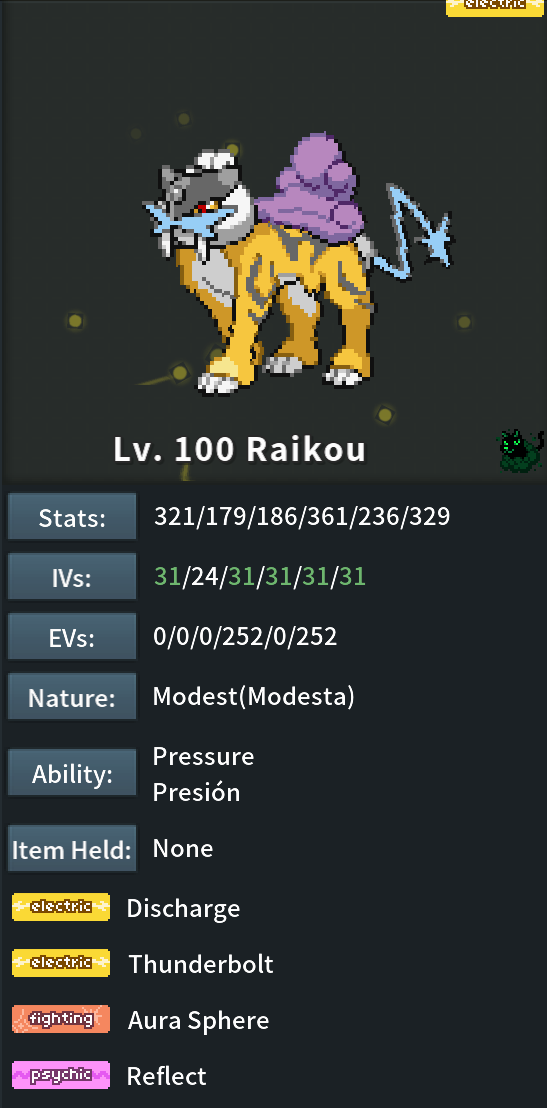 electric
Lv. 100 Raikou
Stats: 321/179/186/361/236/329
IVs: 31/24/31/31/31/31
EVs: 0/0/0/252/0/252
Nature: Modest(Modesta)
Ability: Pressure
Presión
Item Held: None
electric Discharge
electric Thunderbolt
fighting Aura Sphere
psychic Reflect